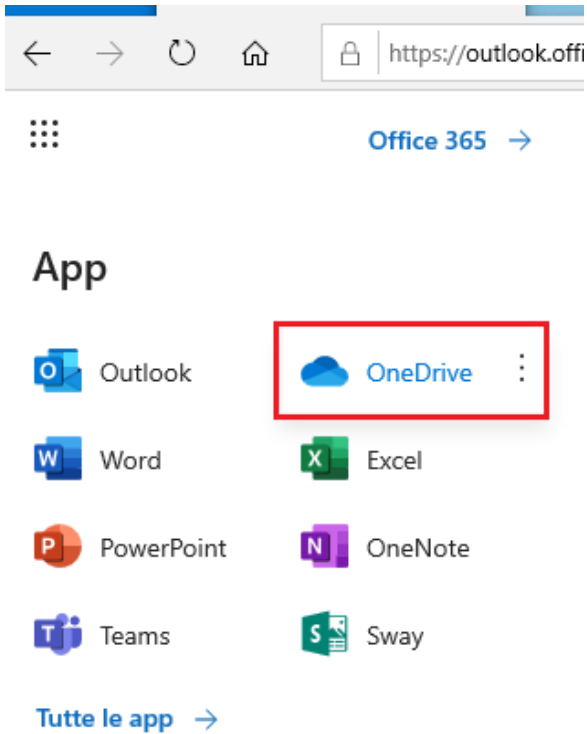 https://outlook.offi
Office 365 →
App
Outlook
OneDrive
Word
Excel
PowerPoint
OneNote
Teams
Sway
Tutte le app →